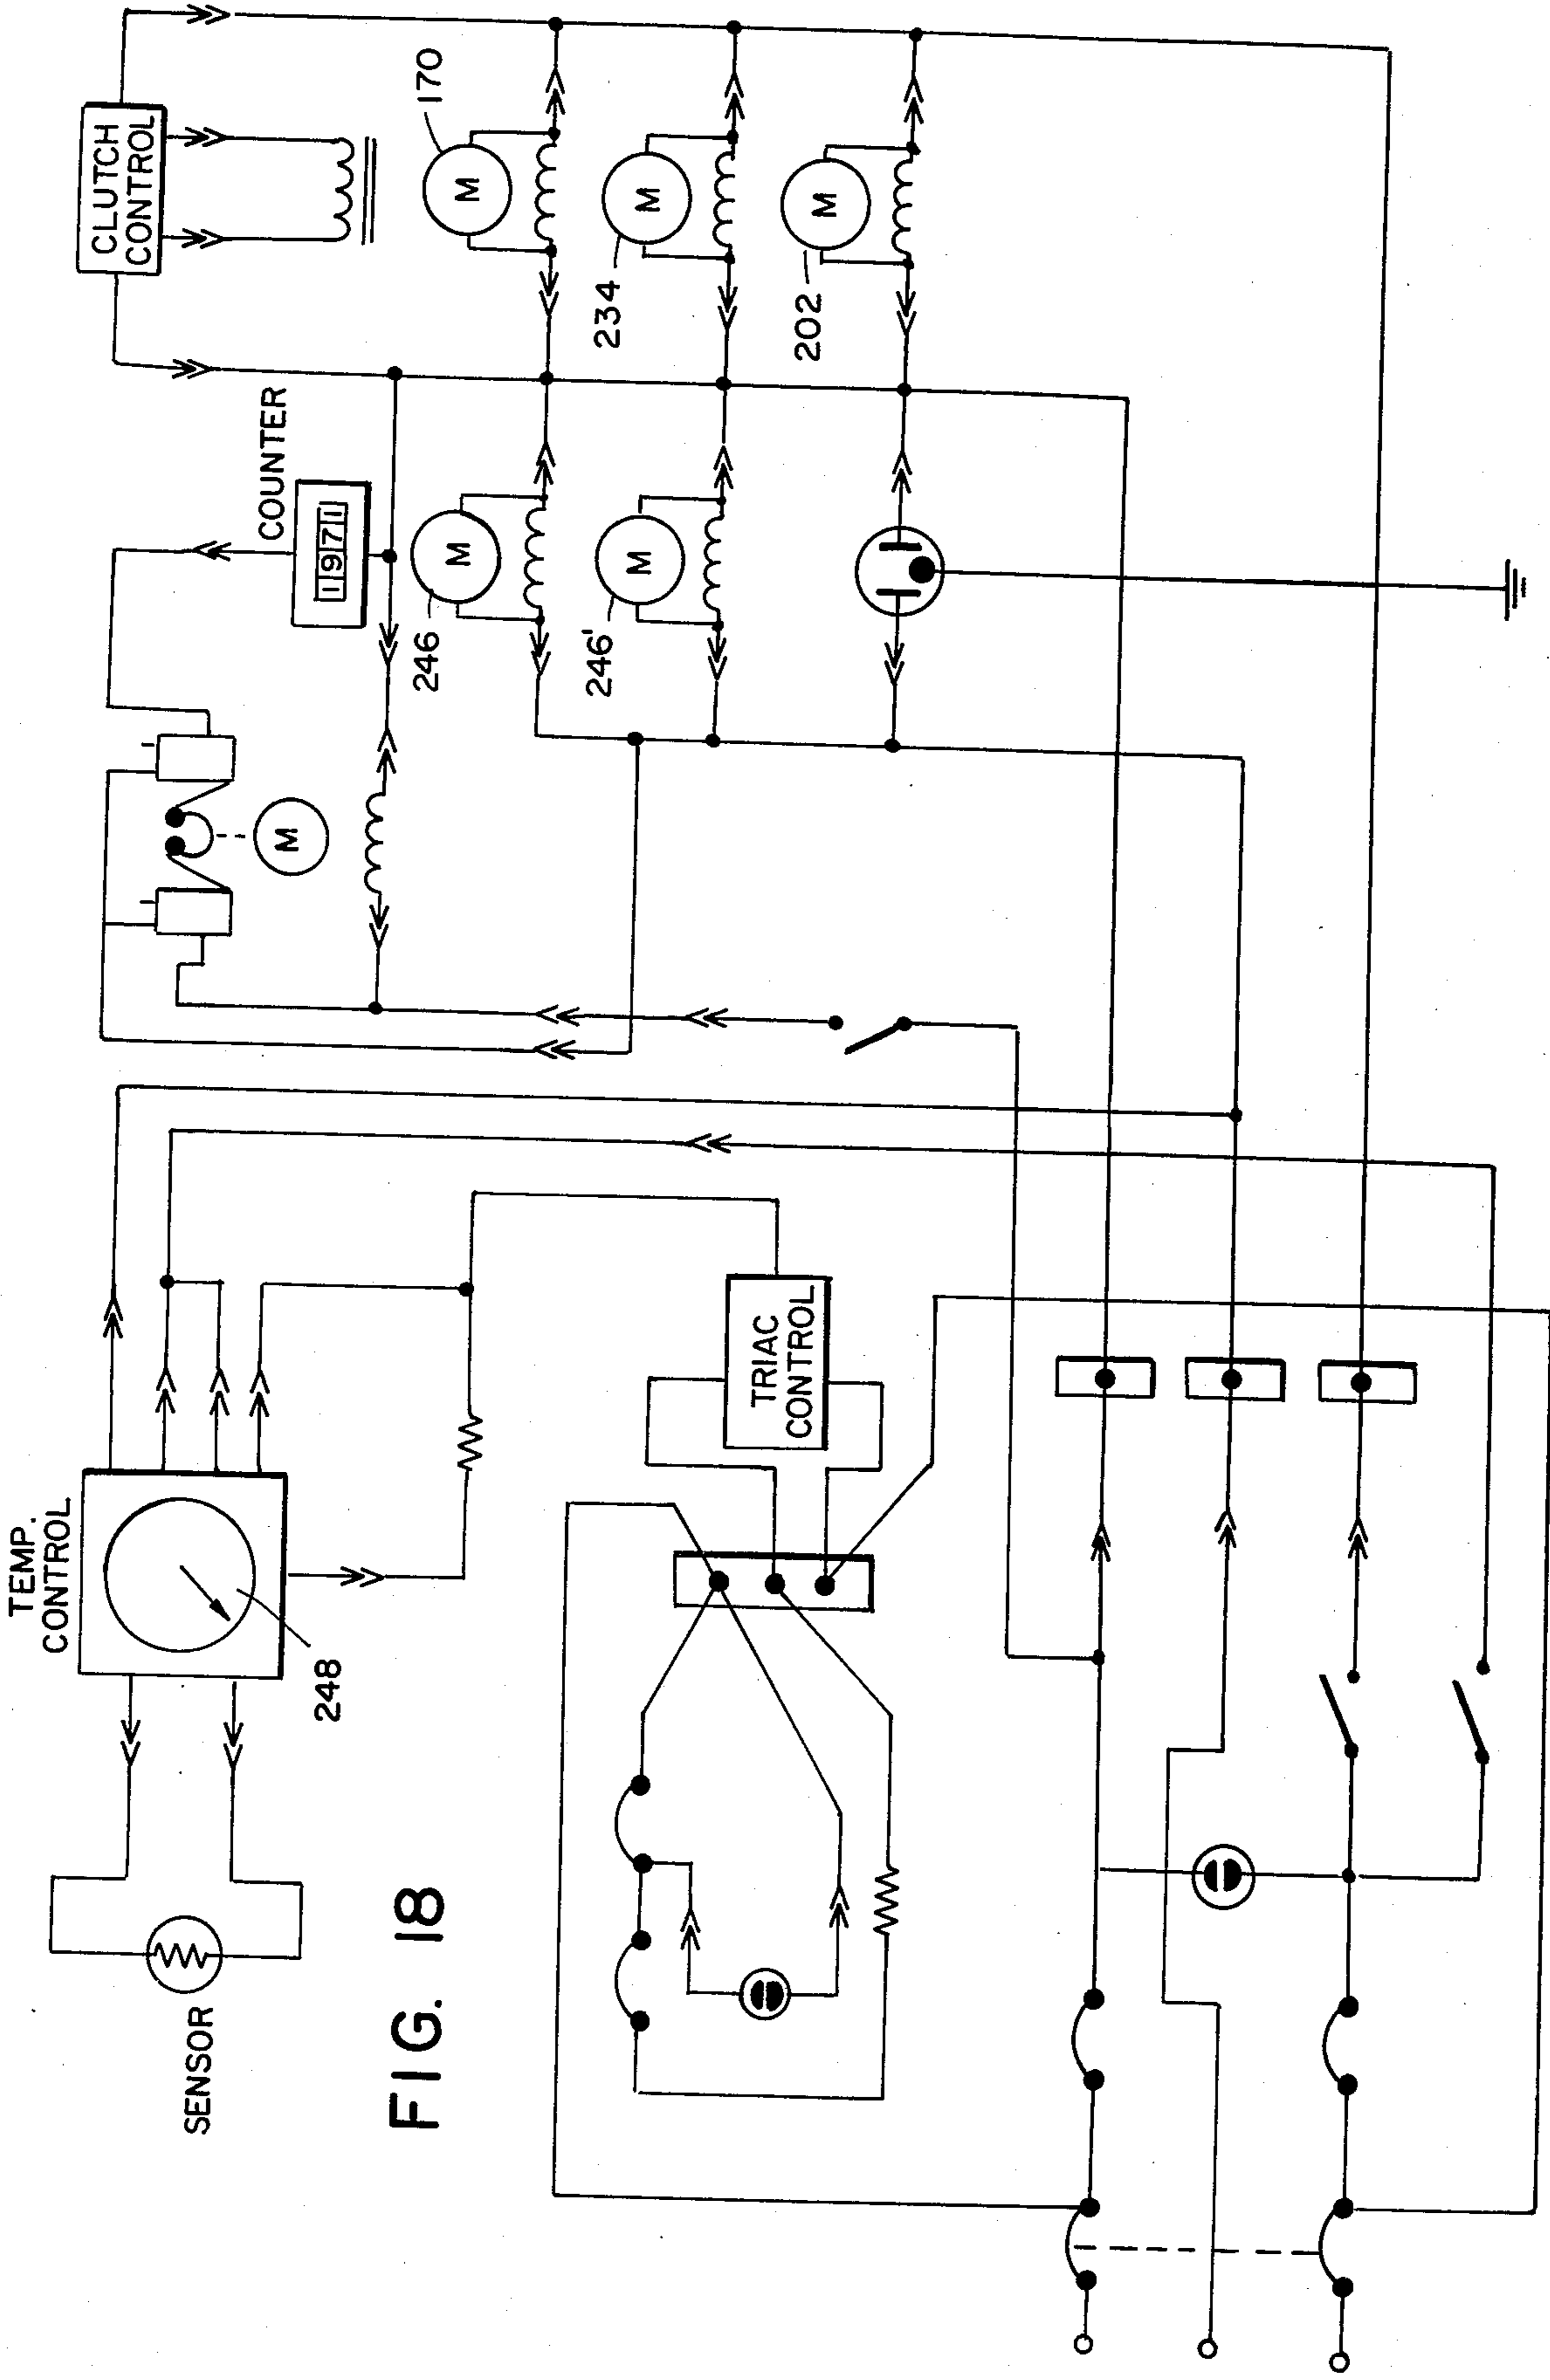 CLUTCH
CONTROL
170
M
234
M
202
M
COUNTER
1971
246
M
246'
M
M
TEMP.
CONTROL
248
TRIAC
CONTROL
SENSOR
FIG. 18